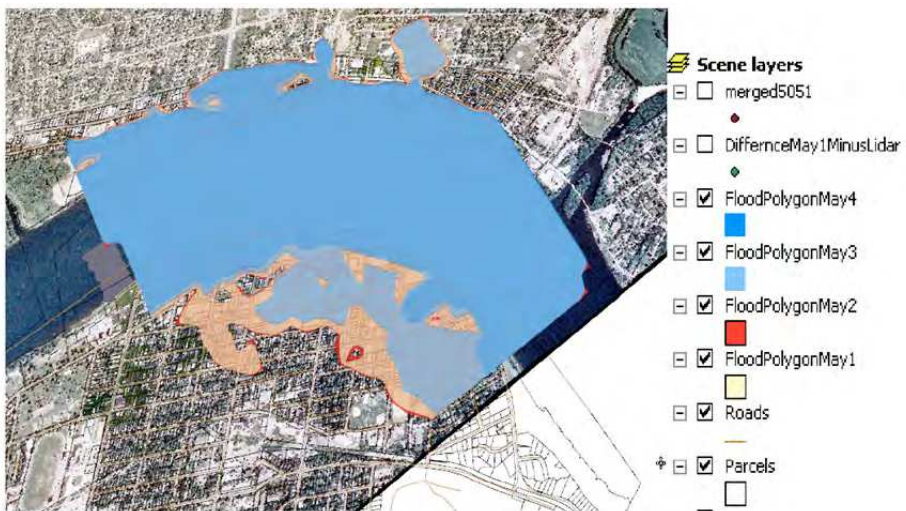 Scene layers
merged5051
DiffernceMay1MinusLidar
FloodPolygonMay4
FloodPolygonMay3
FloodPolygonMay2
FloodPolygonMay1
Roads
Parcels